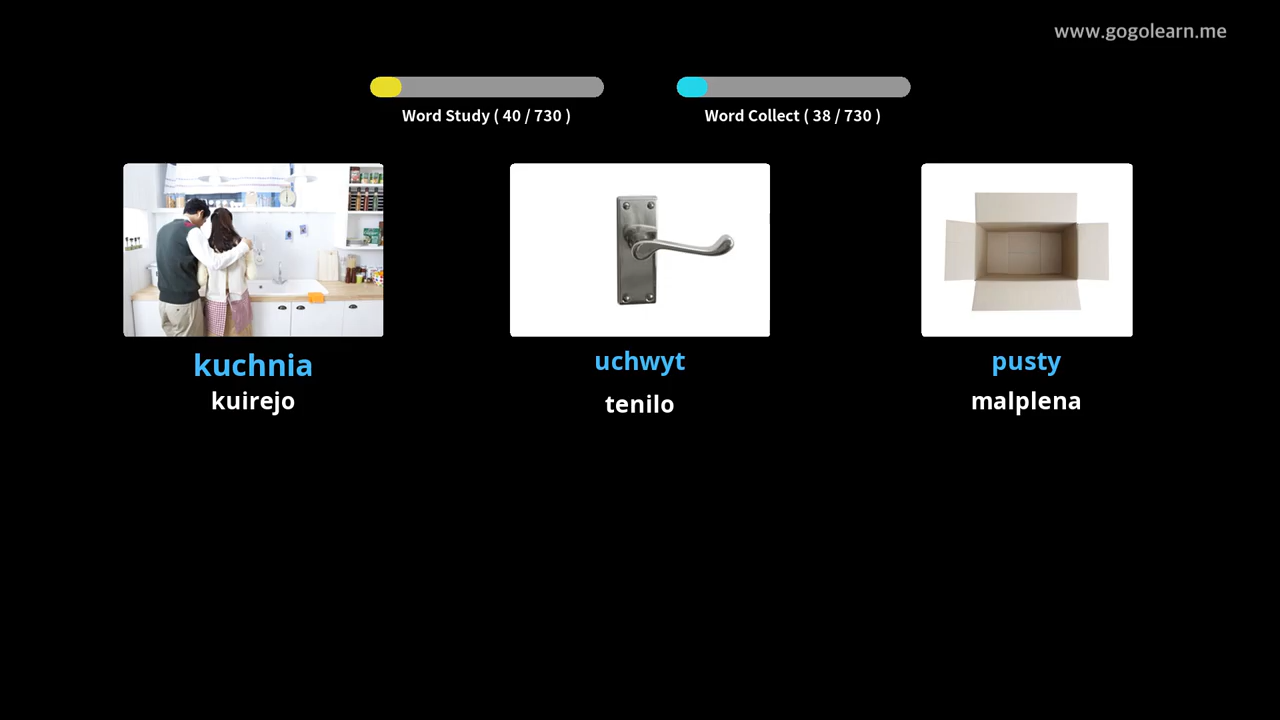 www.gogolearn.me
Word Study ( 40 / 730 )
Word Collect ( 38 / 730 )
kuchnia
uchwyt
pusty
kuirejo
tenilo
malplena